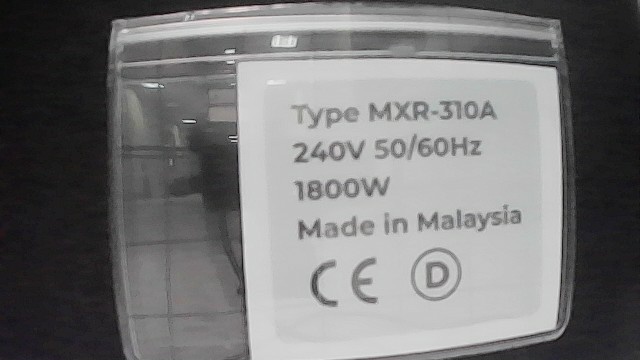 Type MXR-310A
240V 50/60Hz
1800W
Made in Malaysia
CE D